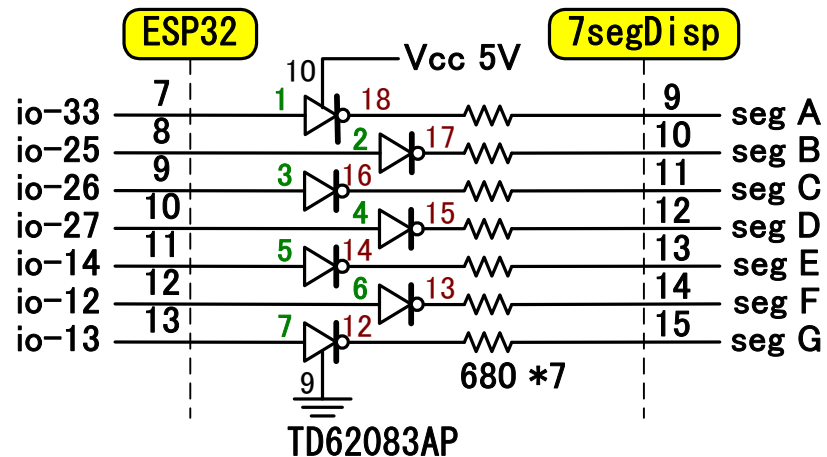 ESP32 7segDisp
Vcc 5V
10
io-33 7 1 18 9 seg A
io-25 8 2 17 10 seg B
io-26 9 3 16 11 seg C
io-27 10 4 15 12 seg D
io-14 11 5 14 13 seg E
io-12 12 6 13 14 seg F
io-13 13 7 12 15 seg G
9 680 *7
TD62083AP